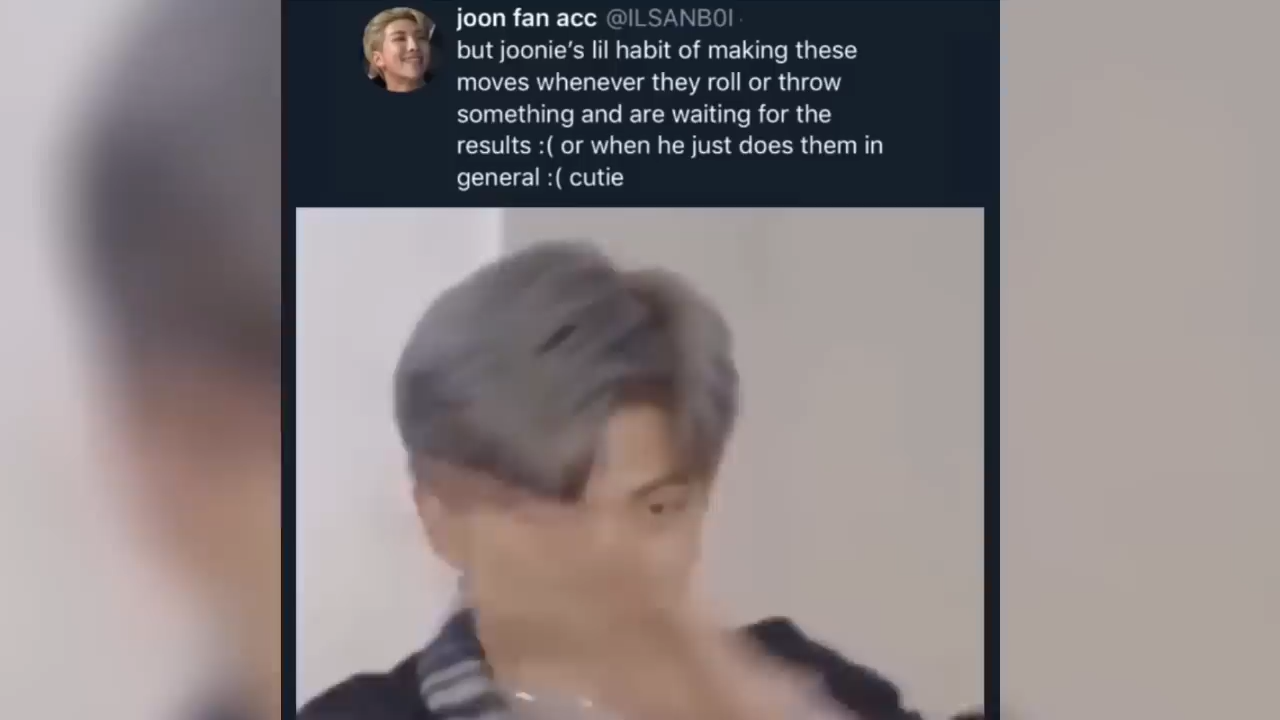 joon fan acc @ILSANB0I ·
but joonie's lil habit of making these
moves whenever they roll or throw
something and are waiting for the
results :( or when he just does them in
general :( cutie